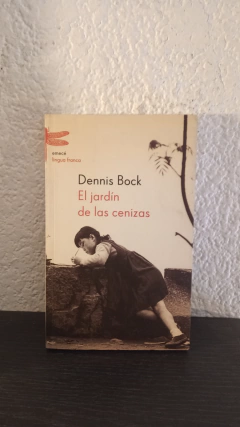 emecé
lingua franca
Dennis Bock
El jardín
de las cenizas